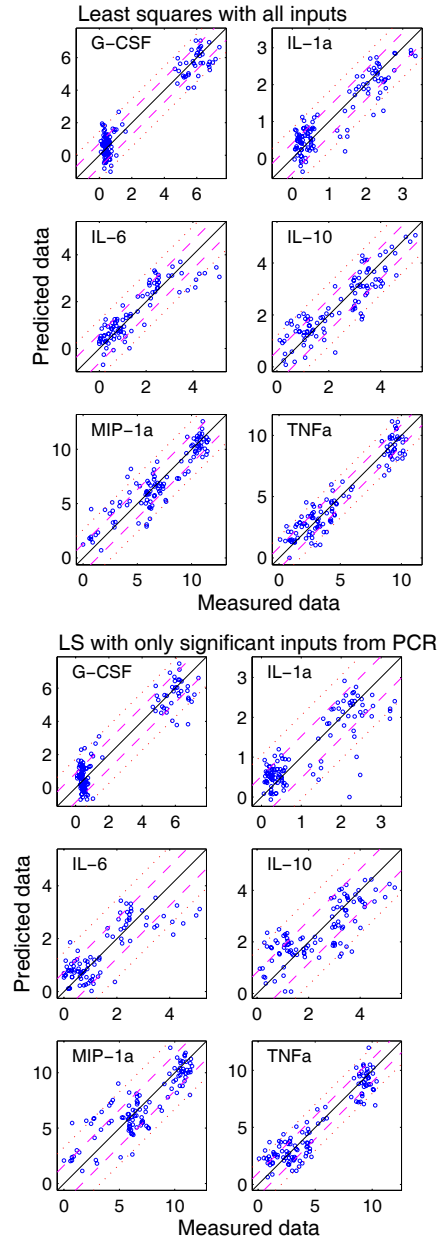 Least squares with all inputs
G−CSF
IL−1a
6
4
2
0
3
2
1
0
0 2 4 6
0 1 2 3
IL−6
IL−10
4
2
0
4
2
0
0 2 4
0 2 4
MIP−1a
TNFa
10
5
0
10
5
0
0 5 10
0 5 10
Predicted data
Measured data
LS with only significant inputs from PCR
G−CSF
IL−1a
6
4
2
0
3
2
1
0
0 2 4 6
0 1 2 3
IL−6
IL−10
4
2
0
4
2
0
0 2 4
0 2 4
MIP−1a
TNFa
10
5
0
10
5
0
0 5 10
0 5 10
Predicted data
Measured data